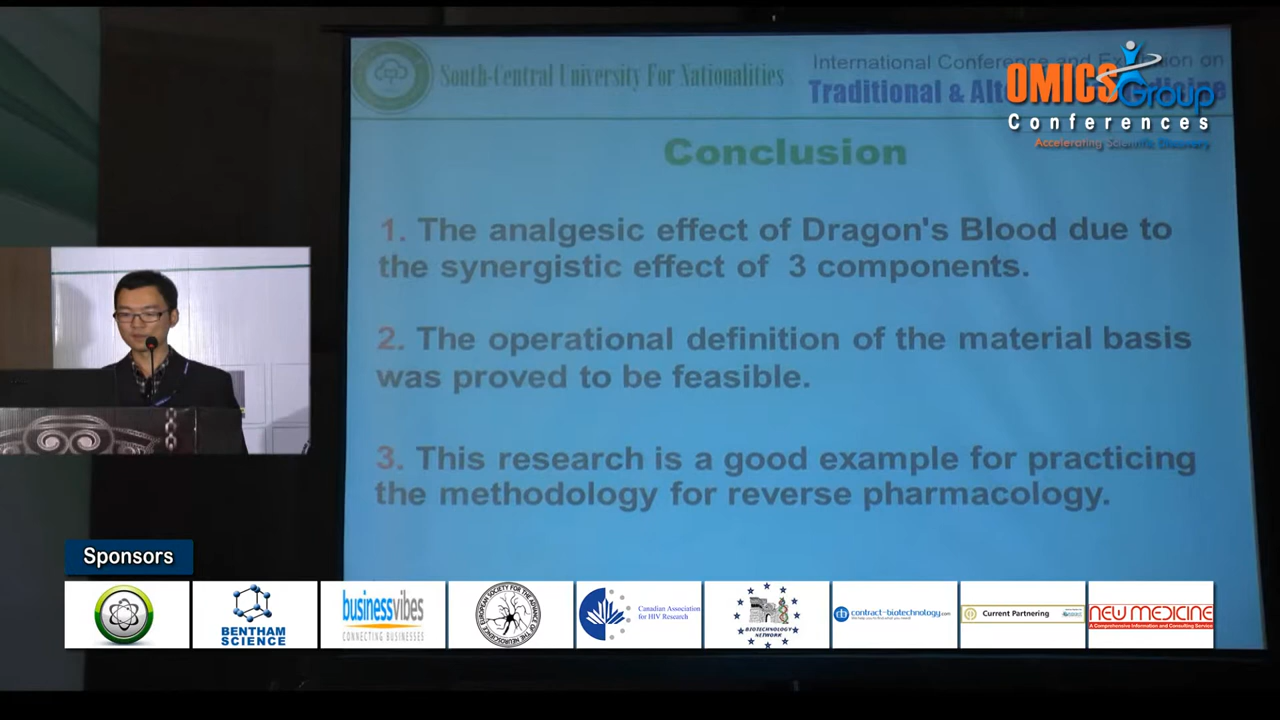 South-Central University For Nationalities
International Conference and Ex on
Traditional & Alte
OMICS
Group
Conferences
Accelerating Scientific Discovery
Conclusion
1. The analgesic effect of Dragon's Blood due to
the synergistic effect of 3 components.
2. The operational definition of the material basis
was proved to be feasible.
3. This research is a good example for practicing
the methodology for reverse pharmacology.
Sponsors
BENTHAM
SCIENCE
businessvibes
CONNECTING BUSINESSES
Canadian Association
for HIV Research
BIOTECHNOLOGY
NETWORK
contract-biotechnology.com
Current Partnering
NEW MEDICINE
A Comprehensive Information and Consulting Service